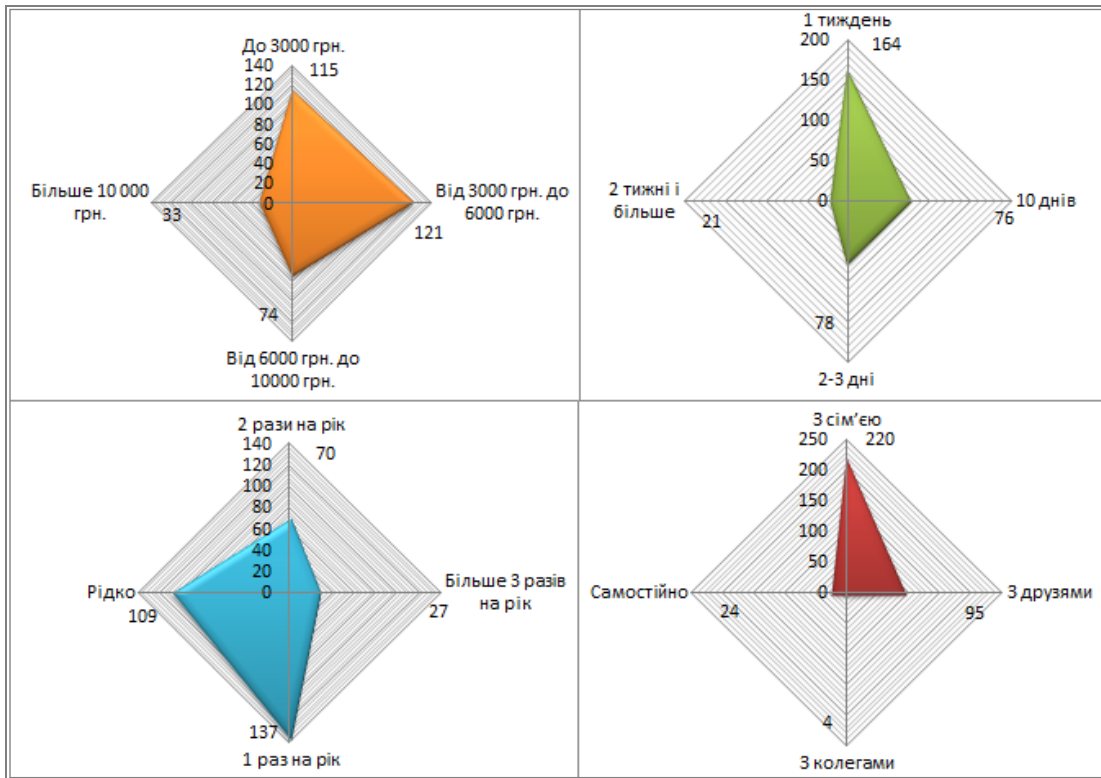 До 3000 грн.
115
140
120
100
80
60
40
20
0
Більше 10 000
грн.
33
Від 3000 грн. до
6000 грн.
121
74
Від 6000 грн. до
10000 грн.
1 тиждень
164
200
150
100
50
0
2 тижні і
більше
21
10 днів
76
78
2-3 дні
2 рази на рік
70
140
120
100
80
60
40
20
0
Рідко
109
Більше 3 разів
на рік
27
137
1 раз на рік
З сім'єю
220
250
200
150
100
50
0
Самостійно
24
З друзями
95
4
З колегами